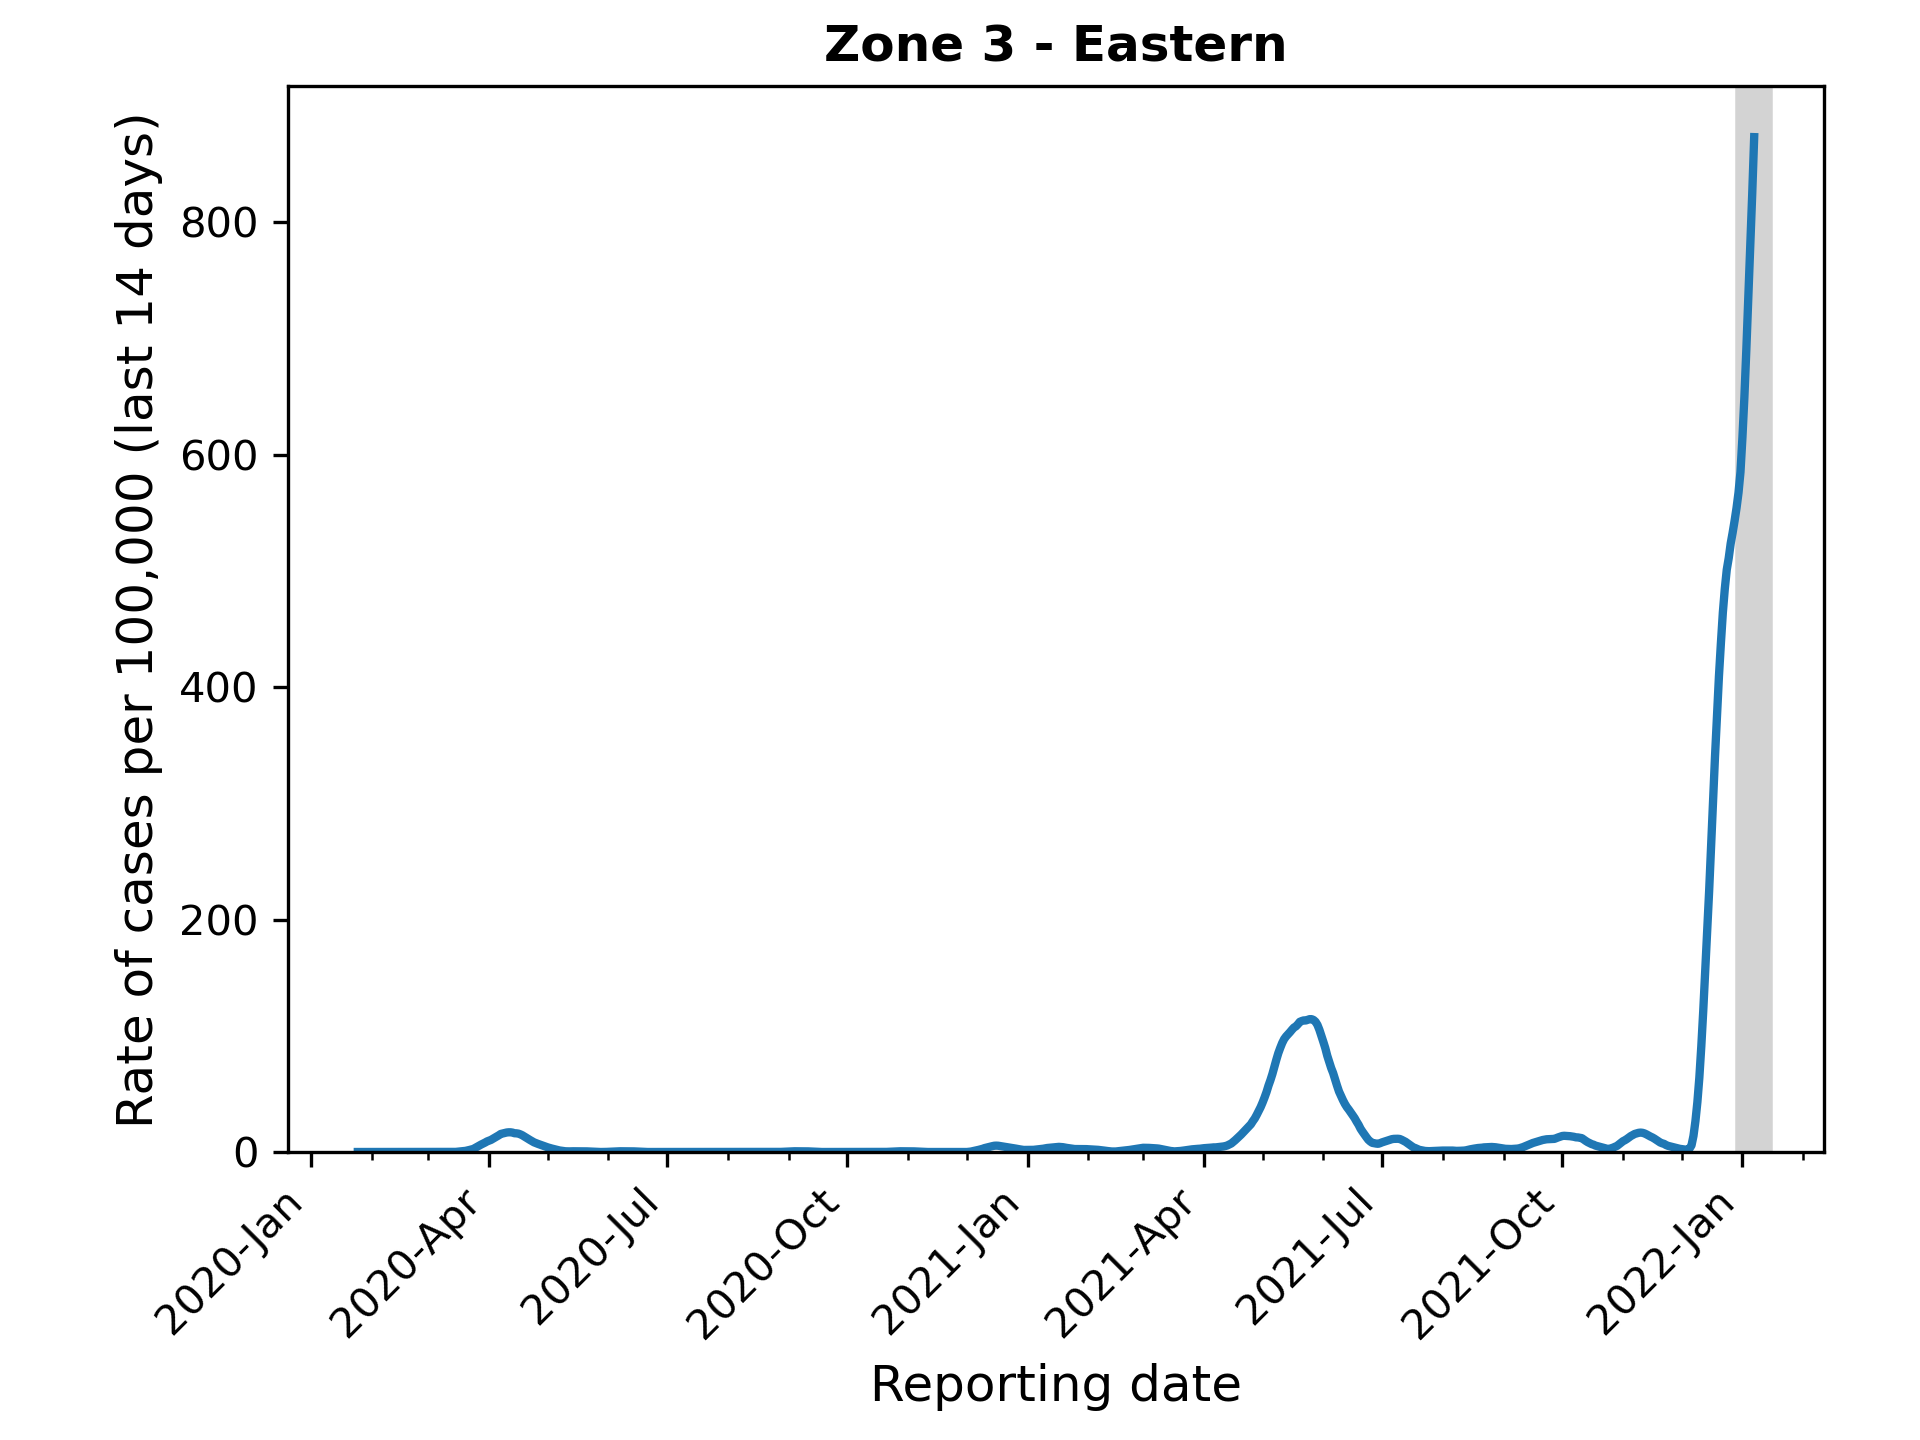 Zone 3 - Eastern
Rate of cases per 100,000 (last 14 days)
800
600
400
200
0
2020-Jan
2020-Apr
2020-Jul
2020-Oct
2021-Jan
2021-Apr
2021-Jul
2021-Oct
2022-Jan
Reporting date